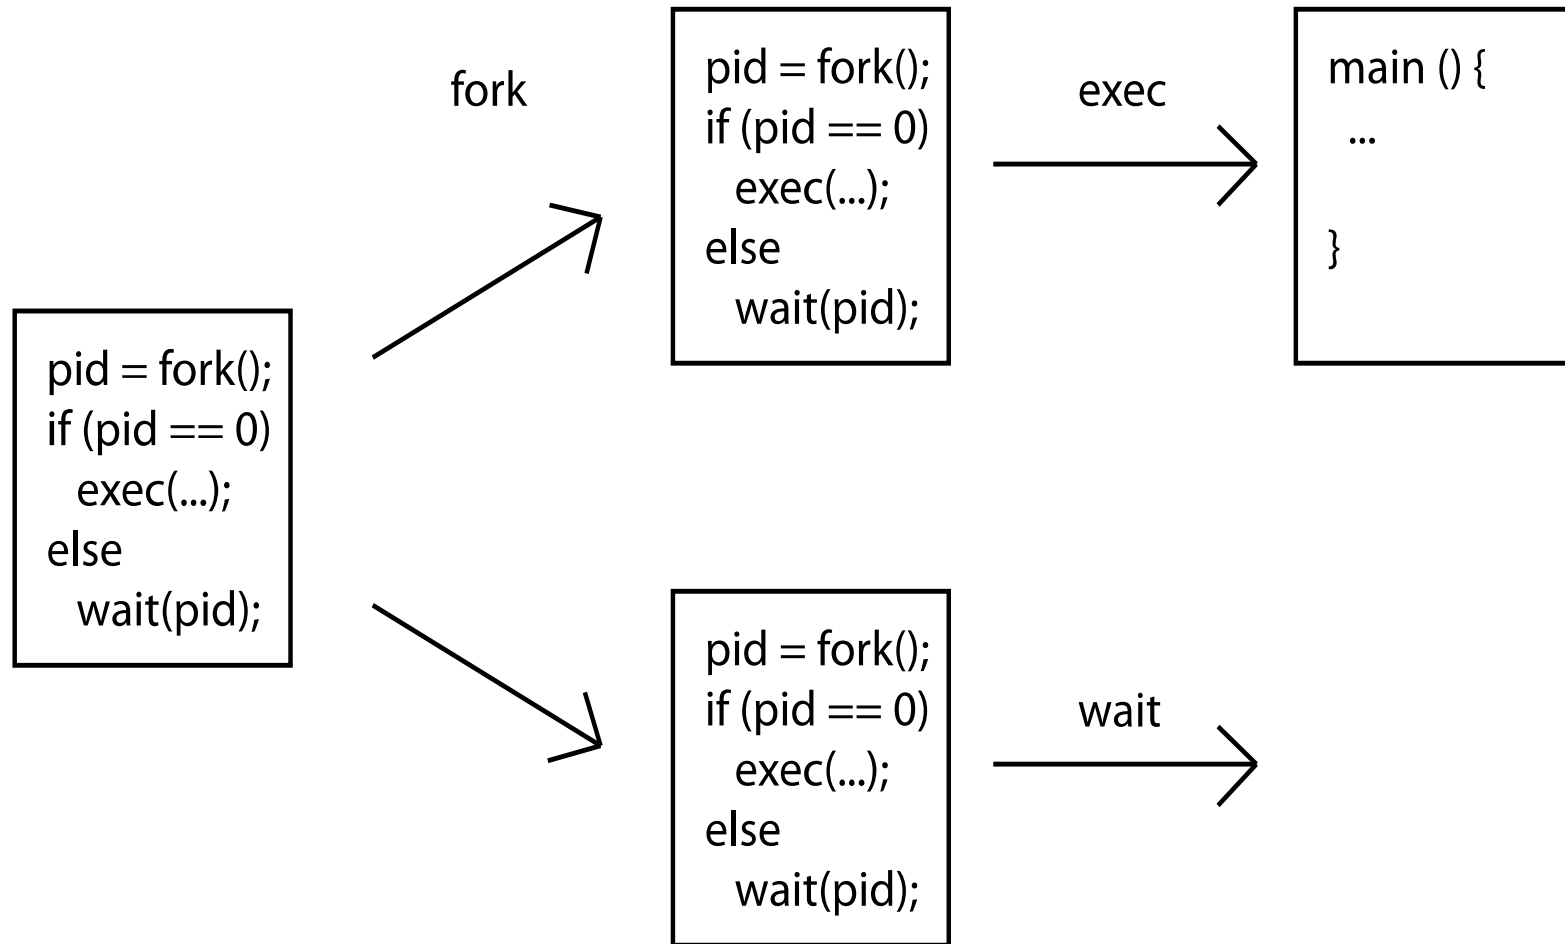 fork
pid = fork();
if (pid == 0)
exec(...);
else
wait(pid);
exec
main () {
...
}
pid = fork();
if (pid == 0)
exec(...);
else
wait(pid);
pid = fork();
if (pid == 0)
exec(...);
else
wait(pid);
wait